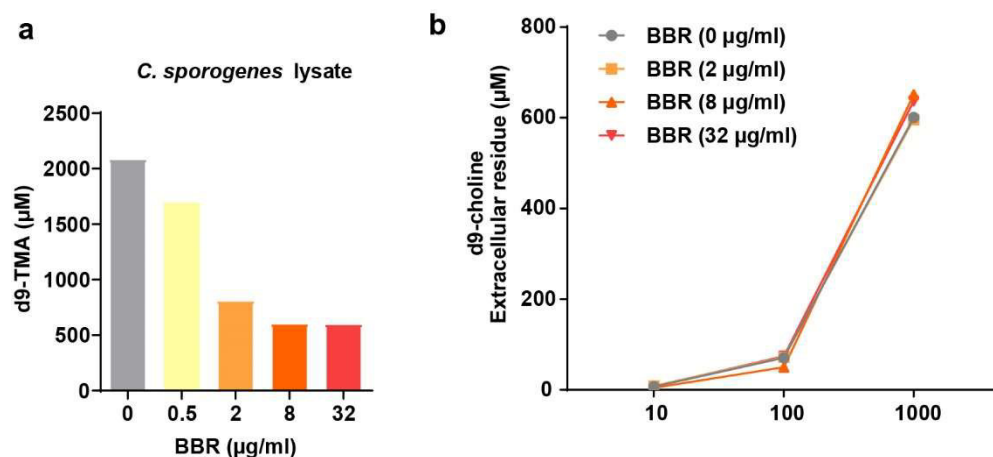 a
C. sporogenes lysate
2500
2000
1500
1000
500
0
d9-TMA (μM)
0 0.5 2 8 32
BBR (μg/ml)
b
800
600
400
200
0
d9-choline
Extracellular residue (μM)
BBR (0 μg/ml)
BBR (2 μg/ml)
BBR (8 μg/ml)
BBR (32 μg/ml)
10 100 1000